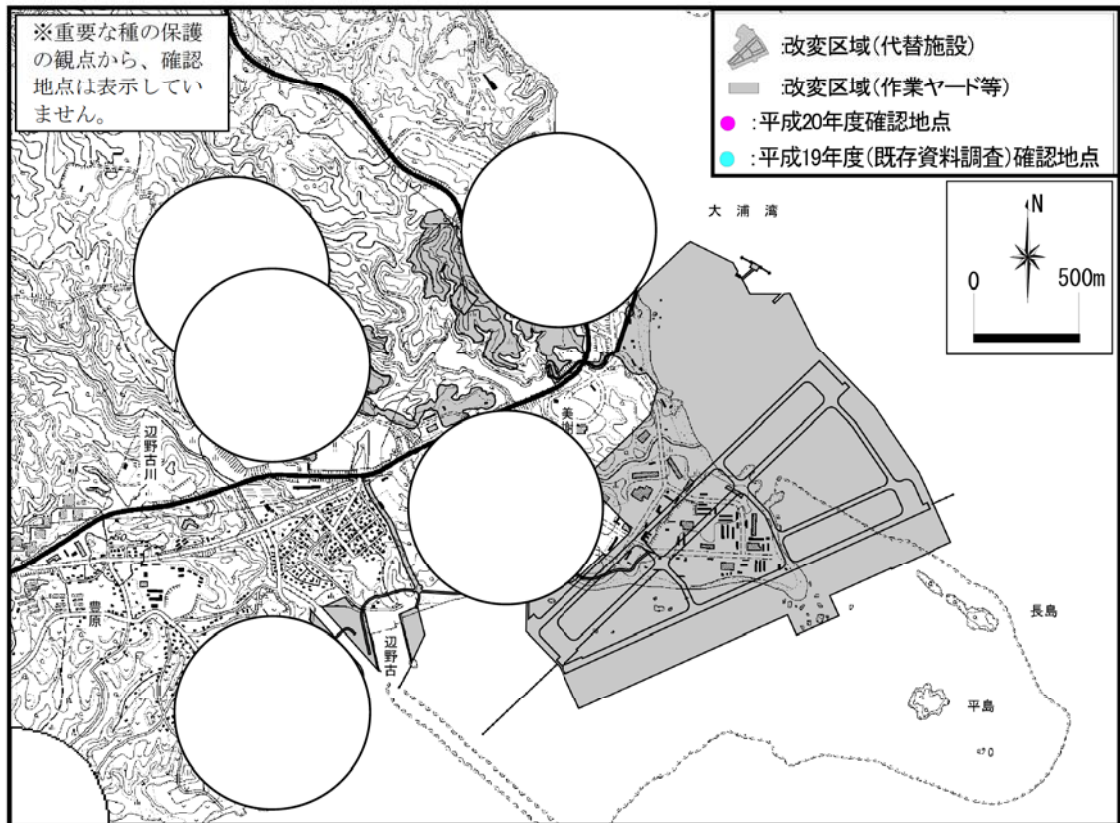 ※重要な種の保護
の観点から、確認
地点は表示してい
ません。
:改変区域(代替施設)
:改変区域(作業ヤード等)
:平成20年度確認地点
:平成19年度(既存資料調査)確認地点
大浦湾
N
0 500m
辺野古川
豊原
辺野古
長島
平島